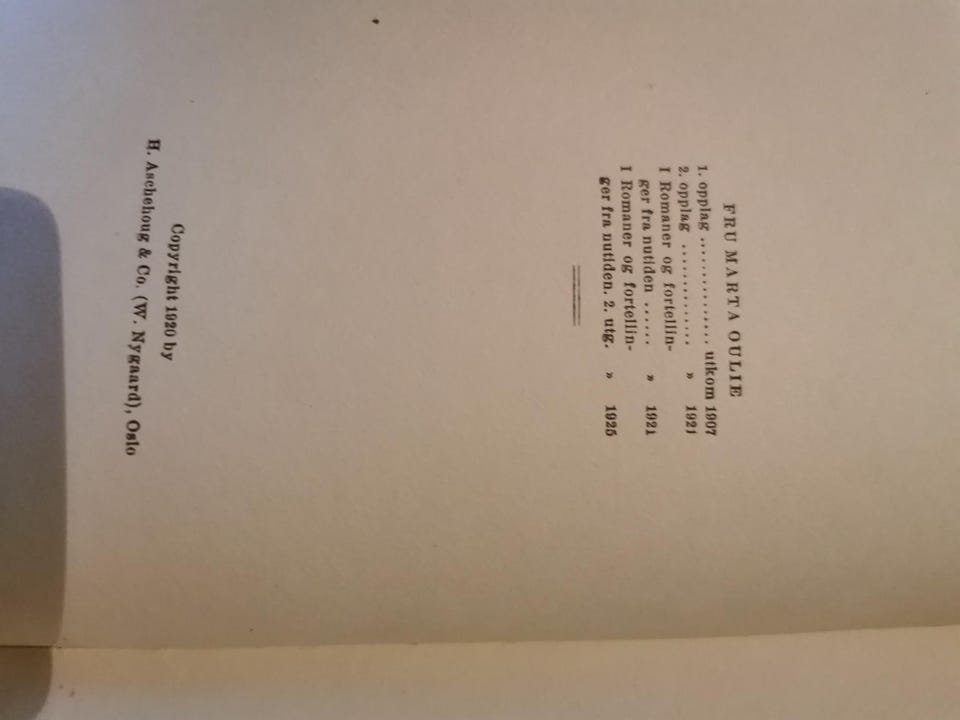 FRU MARTA OULIE
1. opplag ............... utkom 1907
2. opplag ............. » 1921
I Romaner og fortellin-
ger fra nutiden ...... » 1921
I Romaner og fortellin-
ger fra nutiden. 2. utg. » 1925
Copyright 1920 by
H. Aschehoug & Co. (W. Nygaard), Oslo